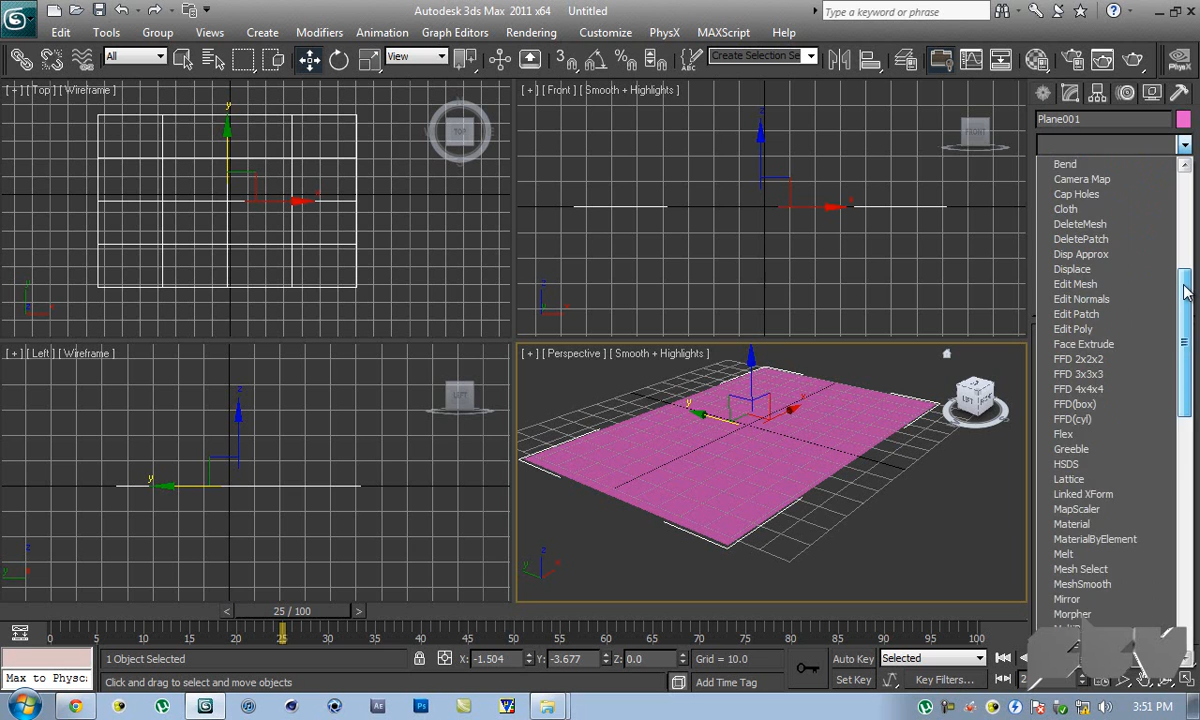 Autodesk 3ds Max 2011 x64    Untitled
Type a keyword or phrase
Edit Tools Group Views Create Modifiers Animation Graph Editors Rendering Customize PhysX MAXScript Help
All View Create Selection Se PhysX
[ + ] [ Top ] [ Wireframe ]
TOP
[ + ] [ Front ] [ Smooth + Highlights ]
FRONT
[ + ] [ Left ] [ Wireframe ]
LEFT
[ + ] [ Perspective ] [ Smooth + Highlights ]
LEFT
Plane001
Bend
Camera Map
Cap Holes
Cloth
DeleteMesh
DeletePatch
Disp Approx
Displace
Edit Mesh
Edit Normals
Edit Patch
Edit Poly
Face Extrude
FFD 2x2x2
FFD 3x3x3
FFD 4x4x4
FFD(box)
FFD(cyl)
Flex
Greeble
HSDS
Lattice
Linked XForm
MapScaler
Material
MaterialByElement
Melt
Mesh Select
MeshSmooth
Mirror
Morpher
< 25 / 100 >
0 5 10 15 20 25 30 35 40 45 50 55 60 65 70 75 80 85 90 95 100
1 Object Selected X: -1.504 Y: -3.677 Z: 0.0 Grid = 10.0 Auto Key Selected
Max to Physc Click and drag to select and move objects Add Time Tag Set Key Key Filters...
3:51 PM